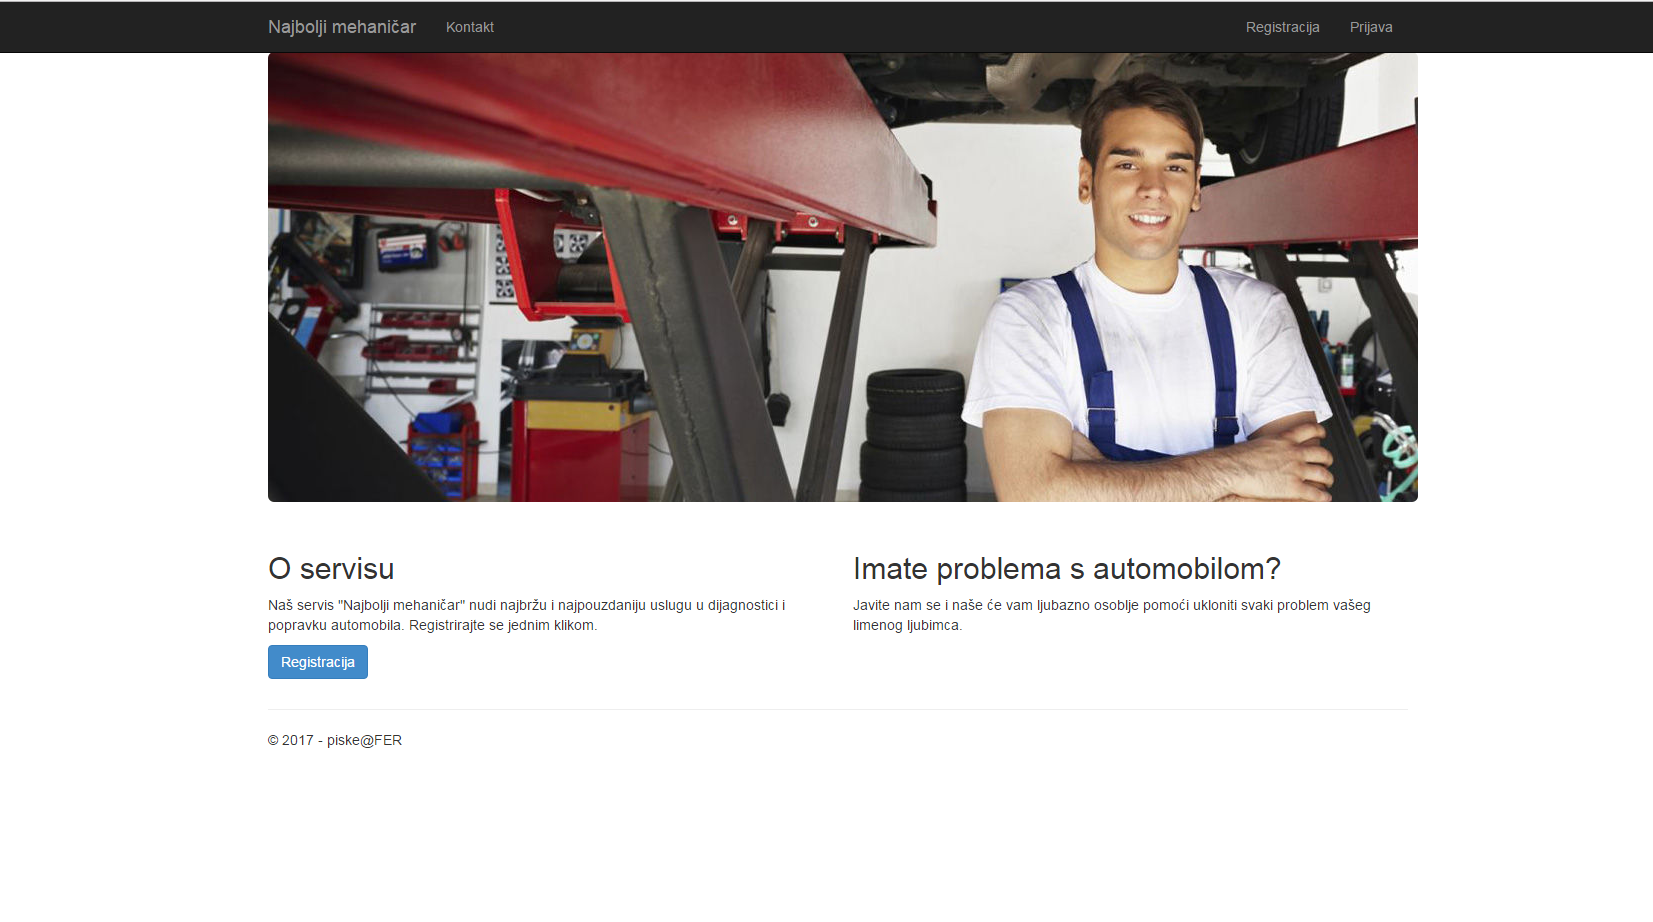 Najbolji mehaničar
Kontakt
Registracija
Prijava
O servisu
Naš servis "Najbolji mehaničar" nudi najbržu i najpouzdaniju uslugu u dijagnostici i
popravku automobila. Registrirajte se jednim klikom.
Registracija
Imate problema s automobilom?
Javite nam se i naše će vam ljubazno osoblje pomoći ukloniti svaki problem vašeg
limenog ljubimca.
© 2017 - piske@FER